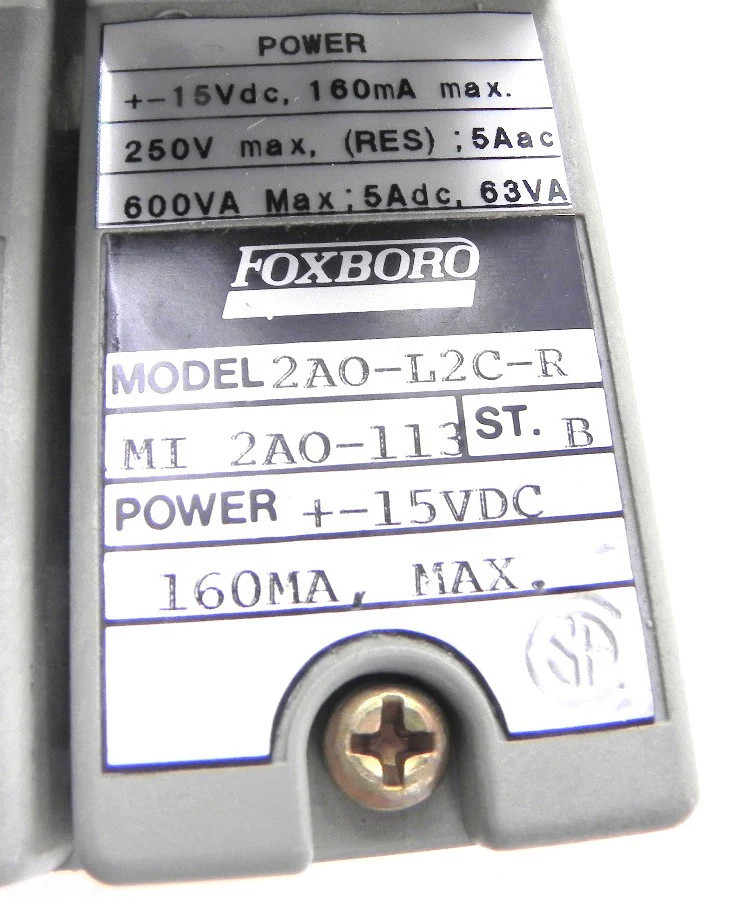 POWER
+-15Vdc, 160mA max.
250V max, (RES) ; 5Aac
600VA Max; 5Adc, 63VA
FOXBORO
MODEL 2AO-L2C-R
MI 2AO-113 ST. B
POWER +-15VDC
160MA, MAX.
SA